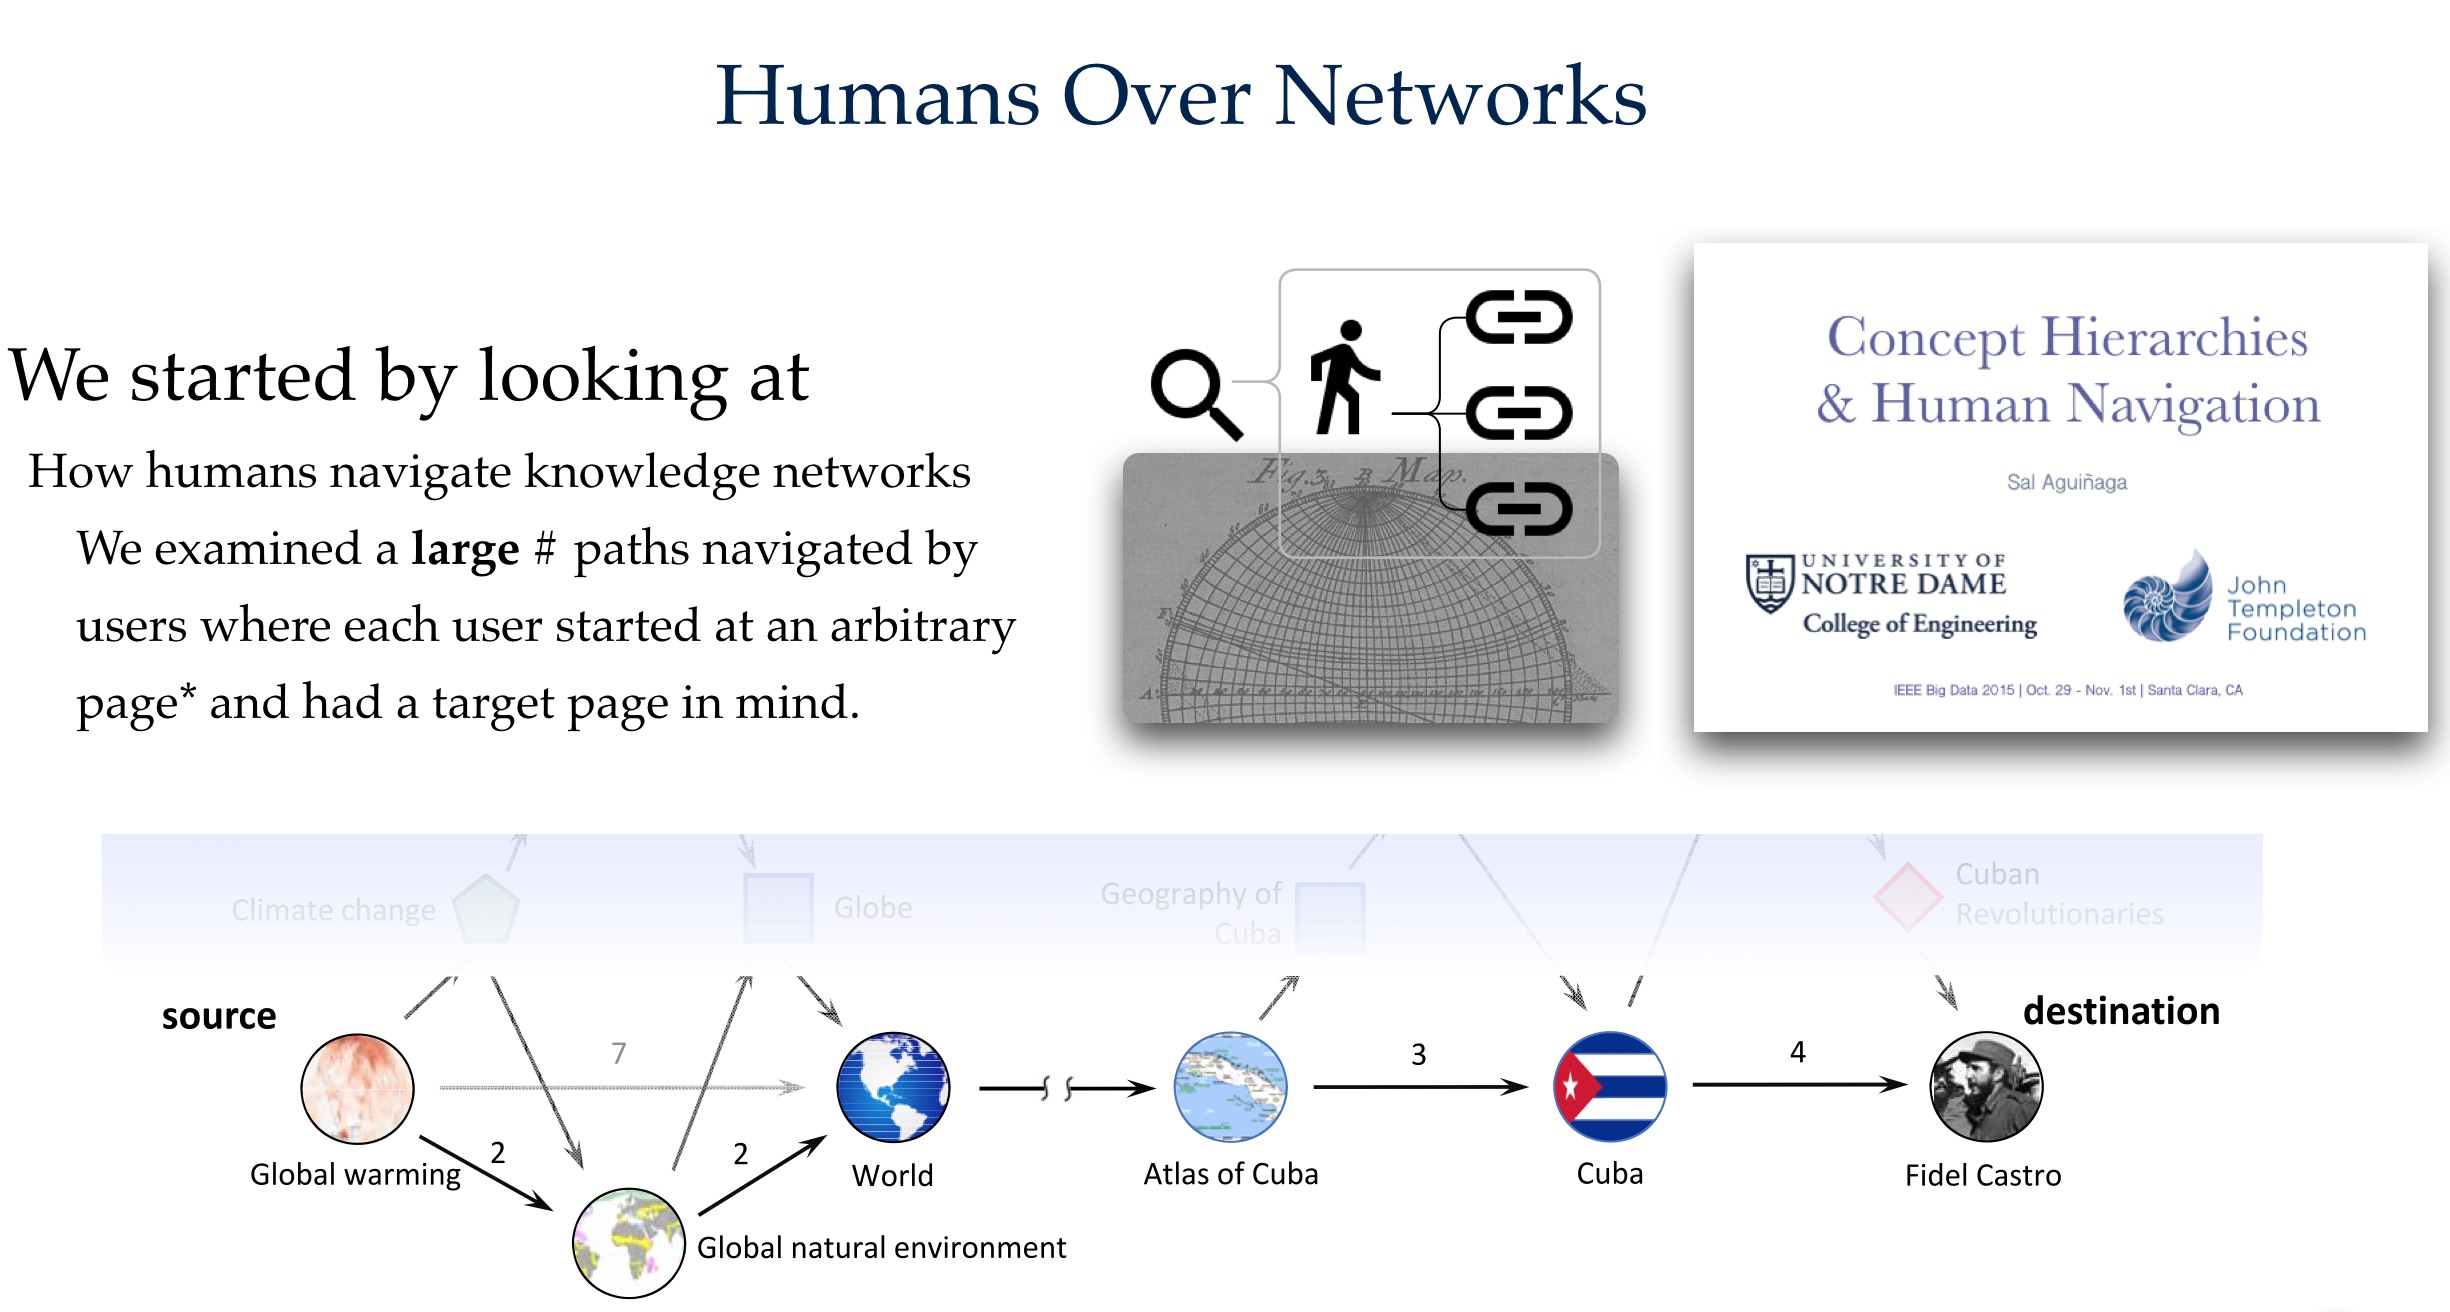 Humans Over Networks
We started by looking at
How humans navigate knowledge networks
We examined a large # paths navigated by
users where each user started at an arbitrary
page* and had a target page in mind.
Fig.3. B Map.
A
Concept Hierarchies
& Human Navigation
Sal Aguiñaga
UNIVERSITY OF
NOTRE DAME
College of Engineering
John
Templeton
Foundation
IEEE Big Data 2015 | Oct. 29 - Nov. 1st | Santa Clara, CA
Climate change
Globe
Geography of
Cuba
Cuban
Revolutionaries
source
destination
7
3
4
2
2
Global warming
World
Atlas of Cuba
Cuba
Fidel Castro
Global natural environment